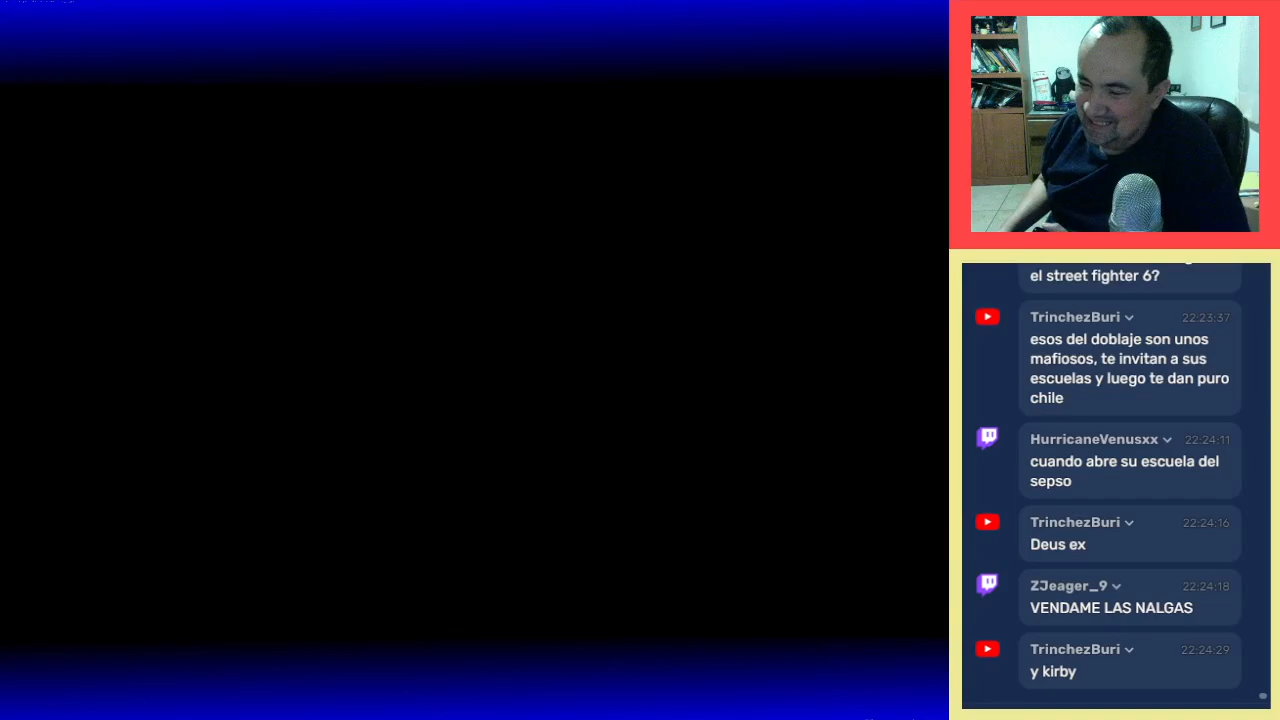 el street fighter 6?
TrinchezBuri 22:23:37
esos del doblaje son unos
mafiosos, te invitan a sus
escuelas y luego te dan puro
chile
HurricaneVenusxx 22:24:11
cuando abre su escuela del
sepso
TrinchezBuri 22:24:16
Deus ex
ZJeager_9 22:24:18
VENDAME LAS NALGAS
TrinchezBuri 22:24:29
y kirby